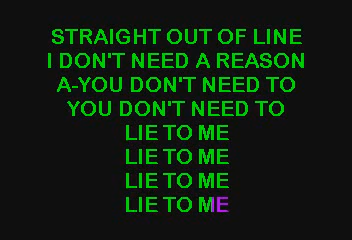 STRAIGHT OUT OF LINE
I DON'T NEED A REASON
A-YOU DON'T NEED TO
YOU DON'T NEED TO
LIE TO ME
LIE TO ME
LIE TO ME
LIE TO ME